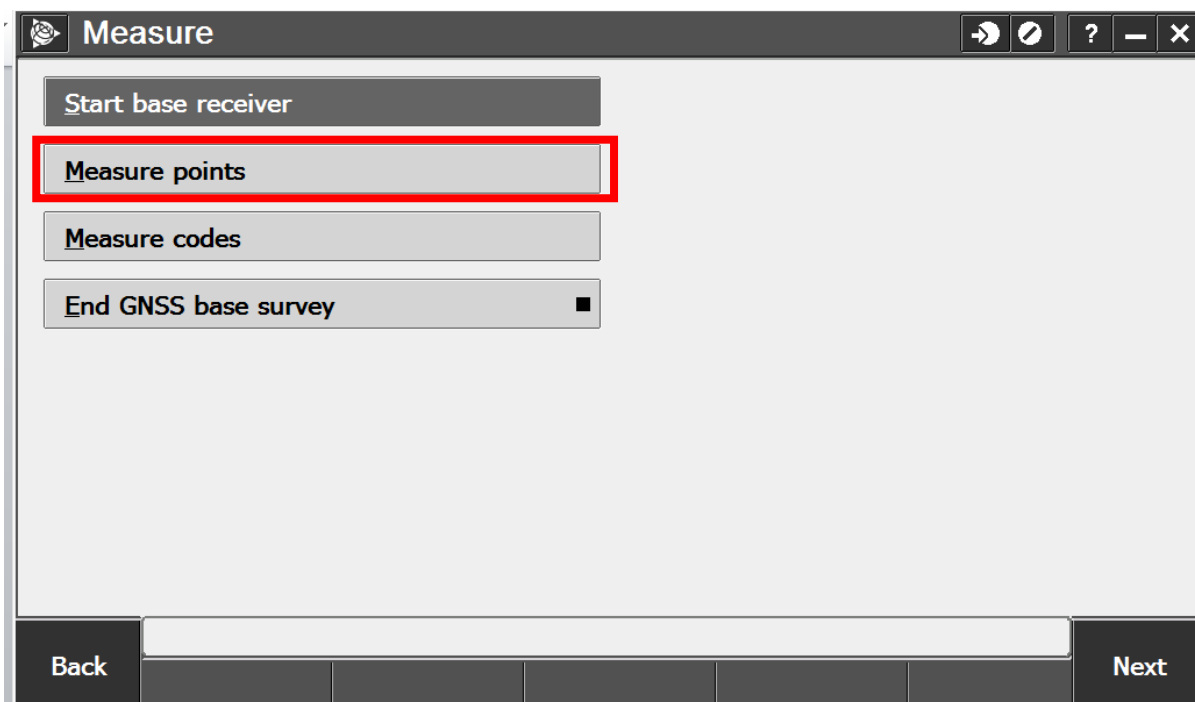 Measure
?
Start base receiver
Measure points
Measure codes
End GNSS base survey
Back
Next